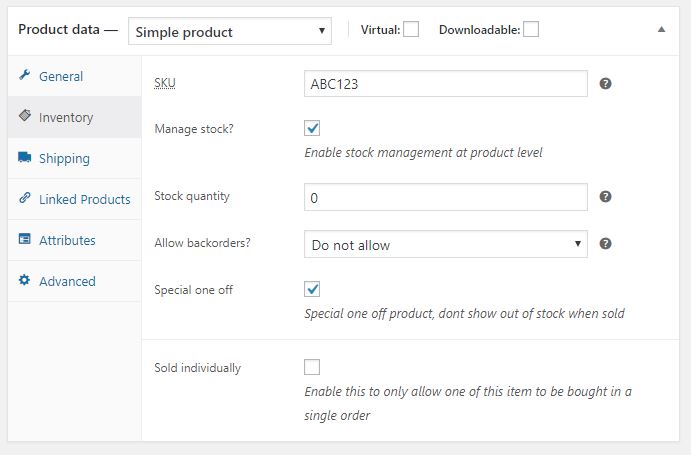 Product data — Simple product Virtual: Downloadable:
General
Inventory
Shipping
Linked Products
Attributes
Advanced
SKU ABC123
Manage stock?
Enable stock management at product level
Stock quantity 0
Allow backorders? Do not allow
Special one off
Special one off product, dont show out of stock when sold
Sold individually
Enable this to only allow one of this item to be bought in a
single order